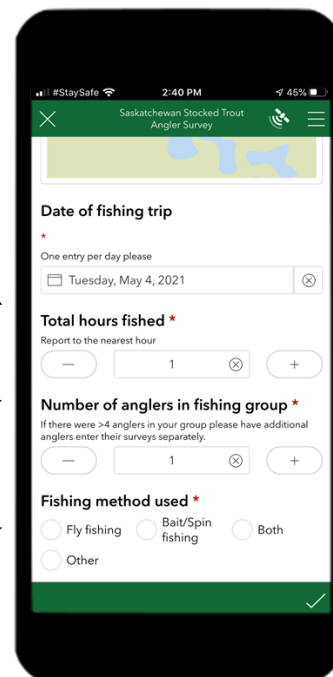 #StaySafe 2:40 PM 45%
Saskatchewan Stocked Trout
Angler Survey
Date of fishing trip
*
One entry per day please
Tuesday, May 4, 2021
Total hours fished *
Report to the nearest hour
— 1 +
Number of anglers in fishing group *
If there were >4 anglers in your group please have additional
anglers enter their surveys separately.
— 1 +
Fishing method used *
Fly fishing Bait/Spin fishing Both
Other